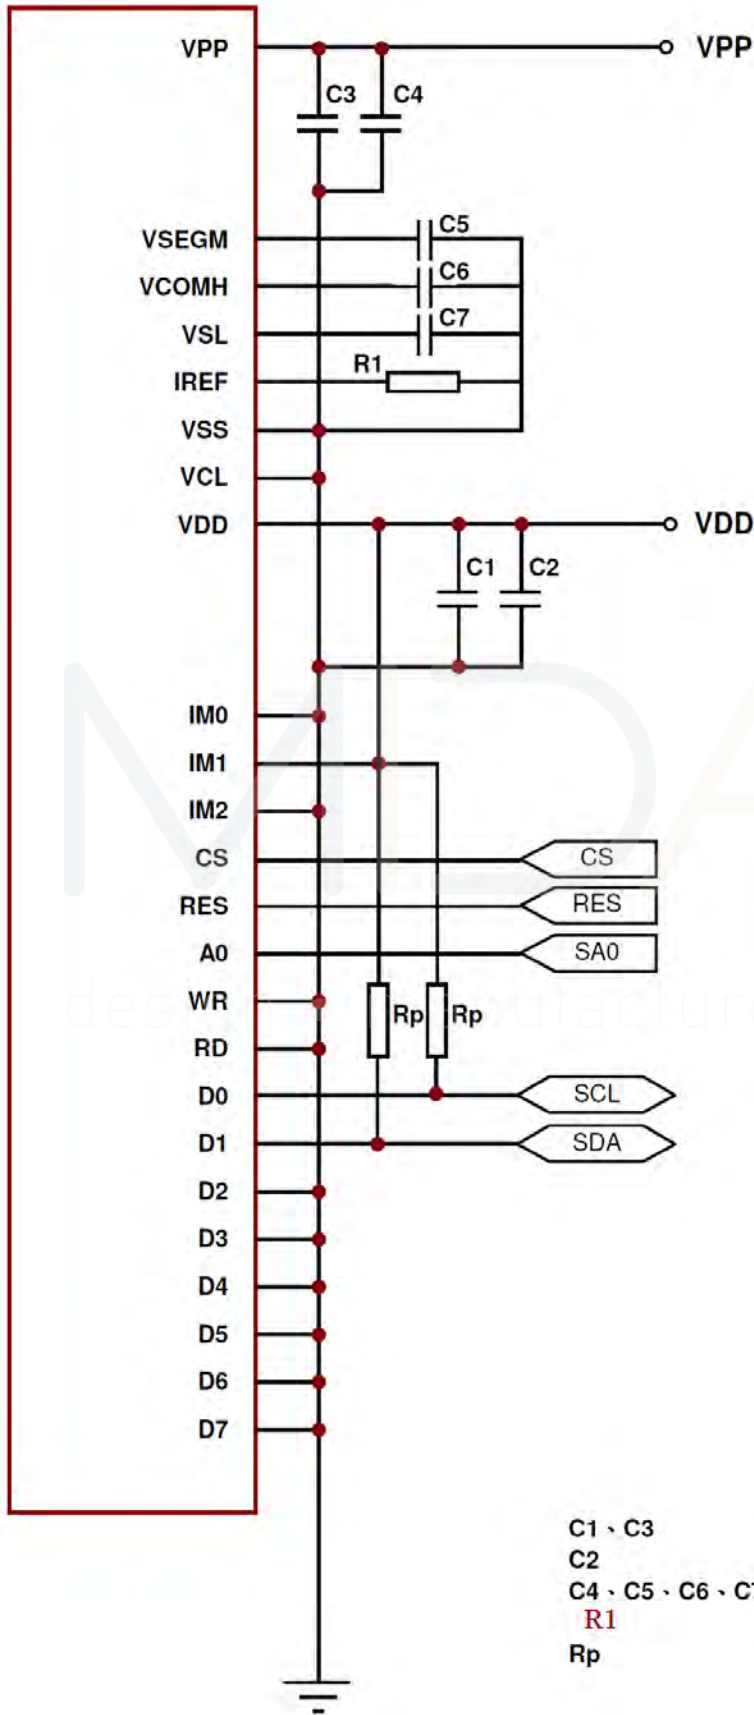 VPP
VPP
C3
C4
VSEGM
C5
VCOMH
C6
VSL
C7
IREF
R1
VSS
VCL
VDD
VDD
C1
C2
IM0
IM1
IM2
CS
CS
RES
RES
A0
SA0
WR
Rp
Rp
RD
D0
SCL
D1
SDA
D2
D3
D4
D5
D6
D7
C1、C3
C2
C4、C5、C6、C7
R1
Rp